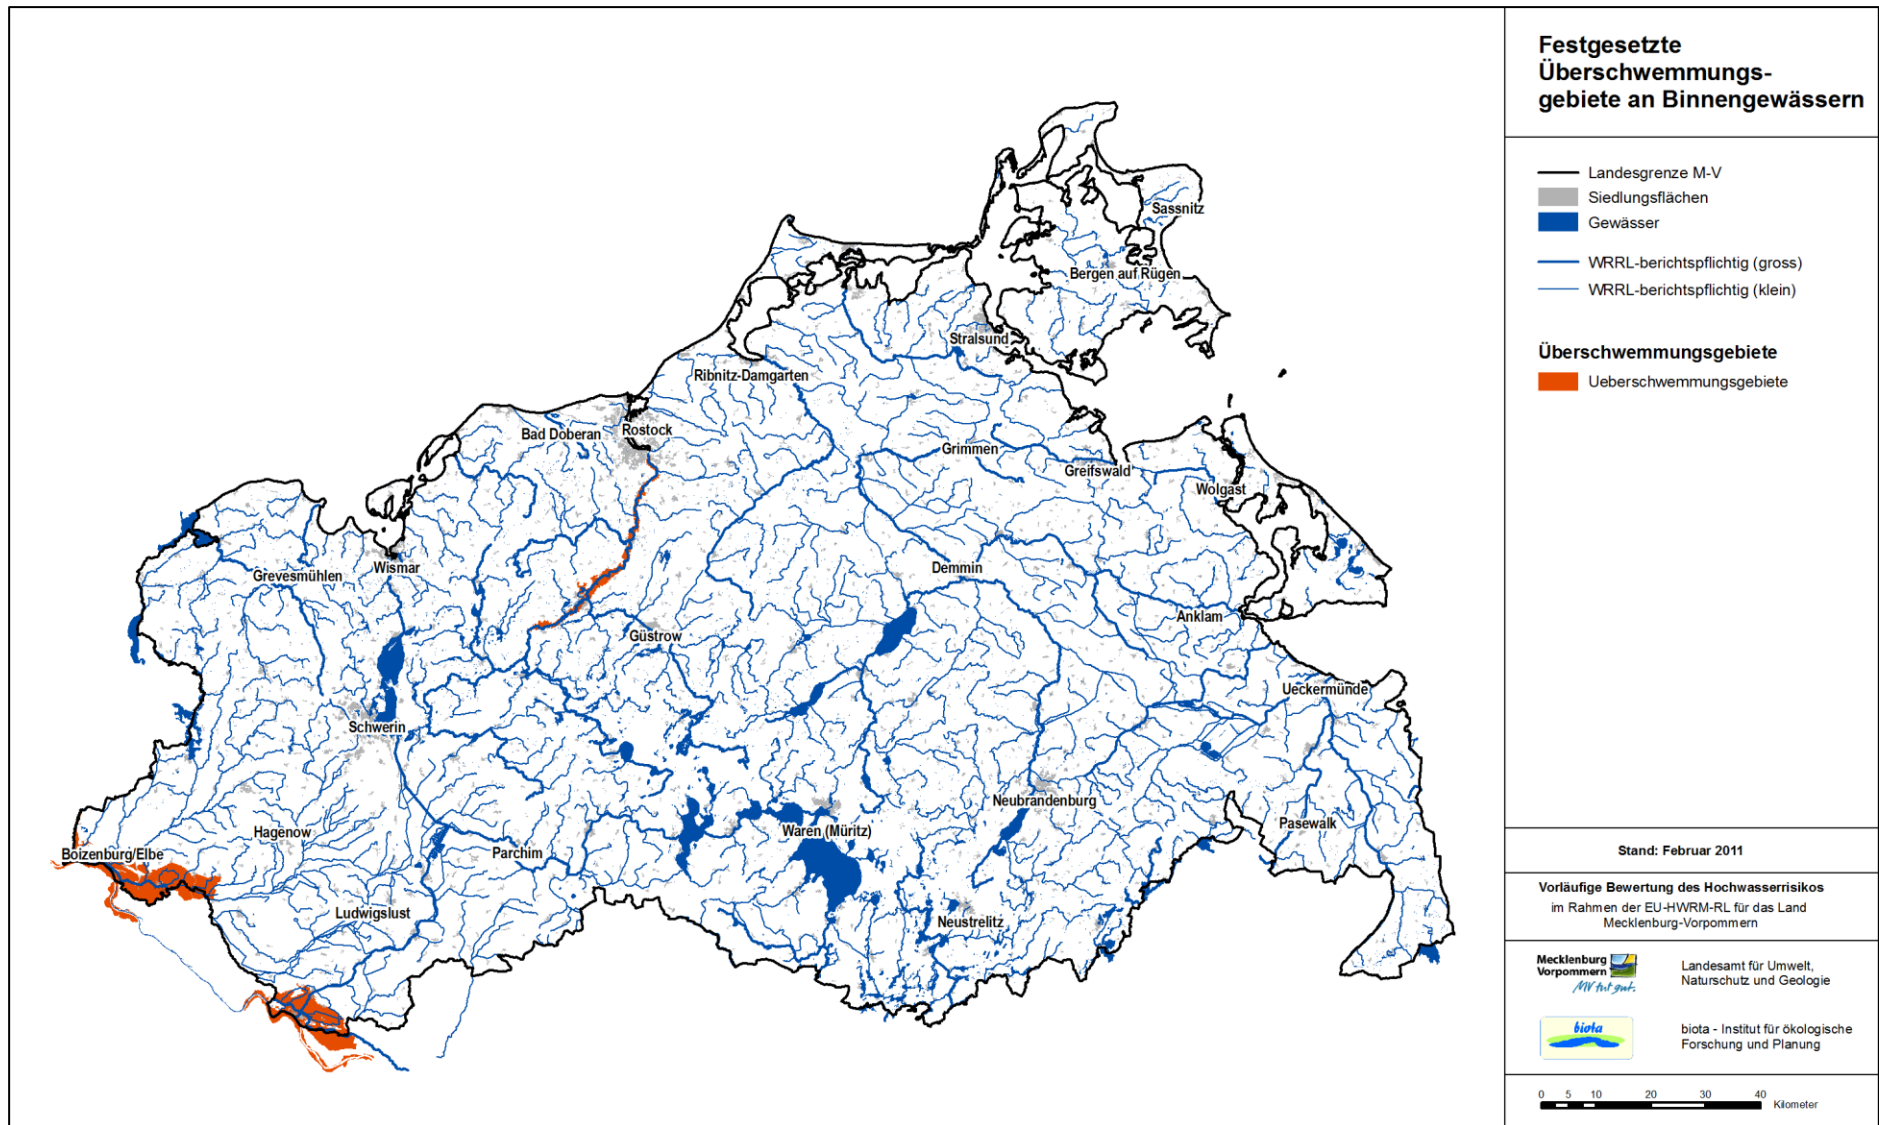 Festgesetzte
Überschwemmungs-
gebiete an Binnengewässern
Landesgrenze M-V
Siedlungsflächen
Gewässer
WRRL-berichtspflichtig (gross)
WRRL-berichtspflichtig (klein)
Überschwemmungsgebiete
Ueberschwemmungsgebiete
Sassnitz
Bergen auf Rügen
Stralsund
Ribnitz-Damgarten
Bad Doberan
Rostock
Grimmen
Greifswald
Wolgast
Wismar
Grevesmühlen
Demmin
Anklam
Güstrow
Ueckermünde
Schwerin
Neubrandenburg
Waren (Müritz)
Pasewalk
Hagenow
Boizenburg/Elbe
Parchim
Ludwigslust
Neustrelitz
Stand: Februar 2011
Vorläufige Bewertung des Hochwasserrisikos
im Rahmen der EU-HWRM-RL für das Land
Mecklenburg-Vorpommern
Mecklenburg
Vorpommern
MV tut gut.
Landesamt für Umwelt,
Naturschutz und Geologie
biota
biota - Institut für ökologische
Forschung und Planung
0 5 10 20 30 40
Kilometer